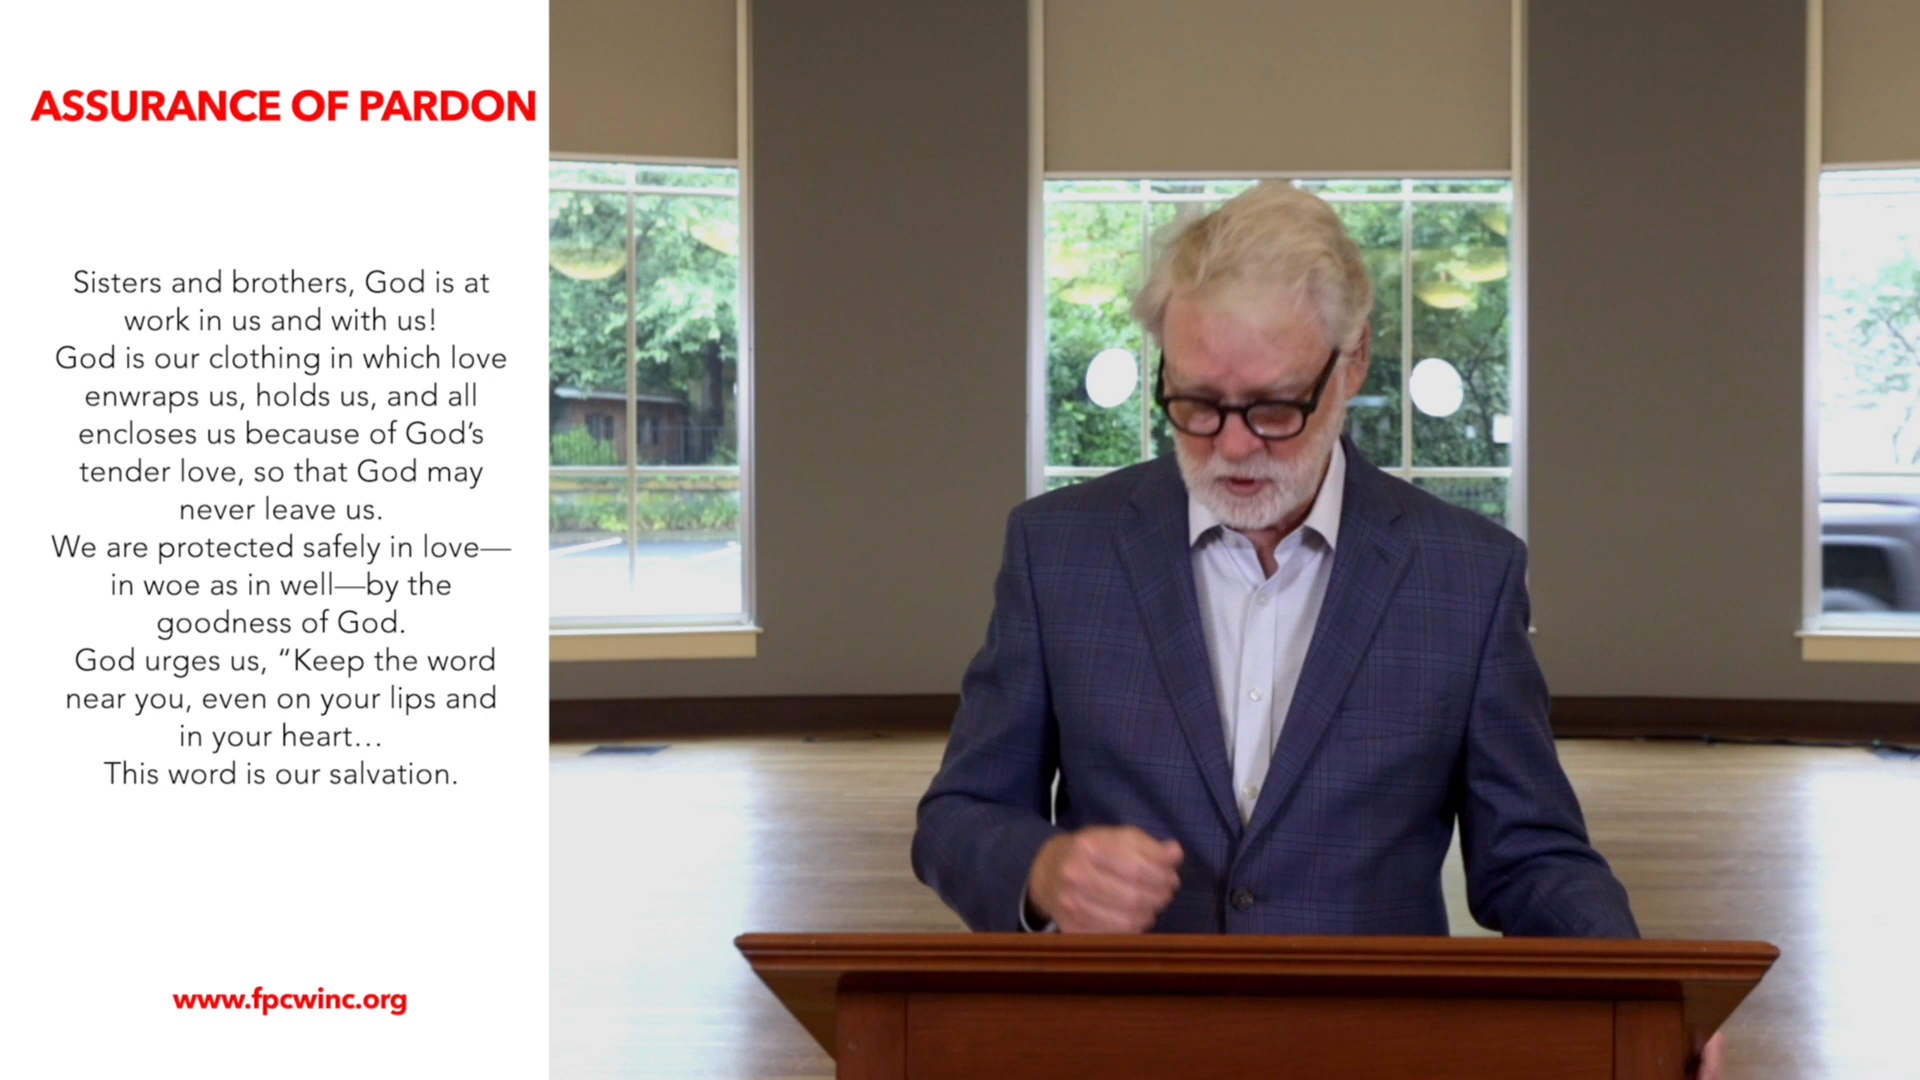 ASSURANCE OF PARDON
Sisters and brothers, God is at
work in us and with us!
God is our clothing in which love
enwraps us, holds us, and all
encloses us because of God’s
tender love, so that God may
never leave us.
We are protected safely in love—
in woe as in well—by the
goodness of God.
God urges us, “Keep the word
near you, even on your lips and
in your heart…
This word is our salvation.
www.fpcwinc.org